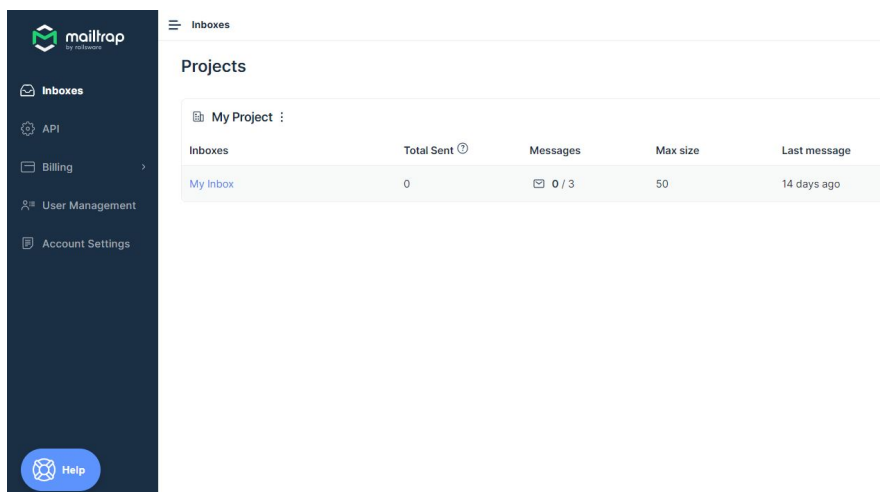 mailtrap
by railsware
Inboxes
API
Billing
User Management
Account Settings
Help
Inboxes
Projects
My Project
Inboxes Total Sent Messages Max size Last message
My Inbox 0 0 / 3 50 14 days ago